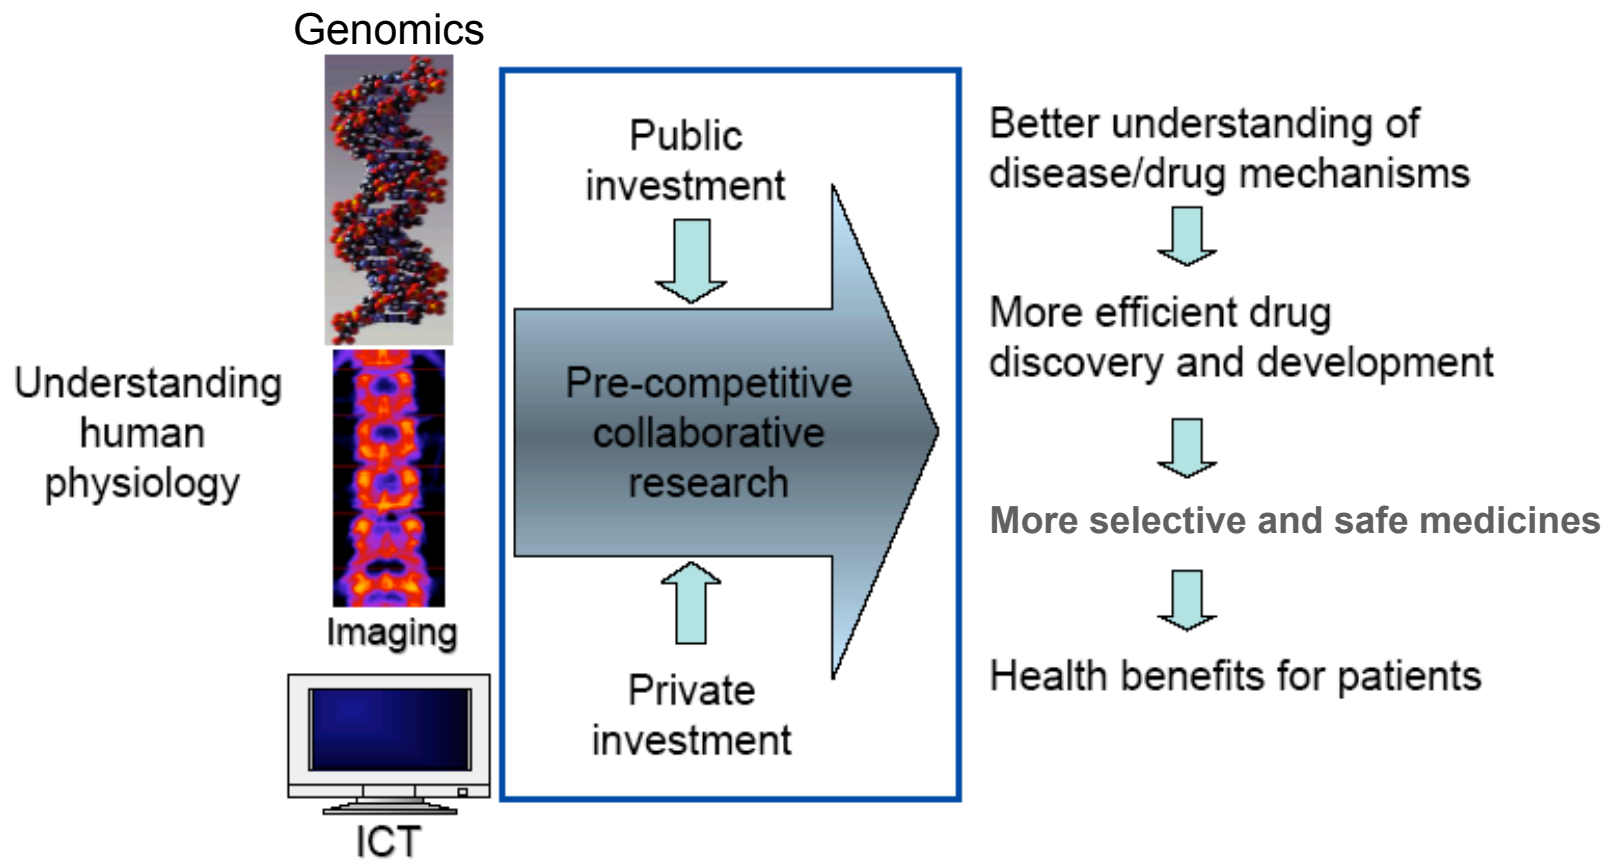 Genomics
Understanding
human
physiology
Imaging
ICT
Public
investment
Pre-competitive
collaborative
research
Private
investment
Better understanding of
disease/drug mechanisms
More efficient drug
discovery and development
More selective and safe medicines
Health benefits for patients